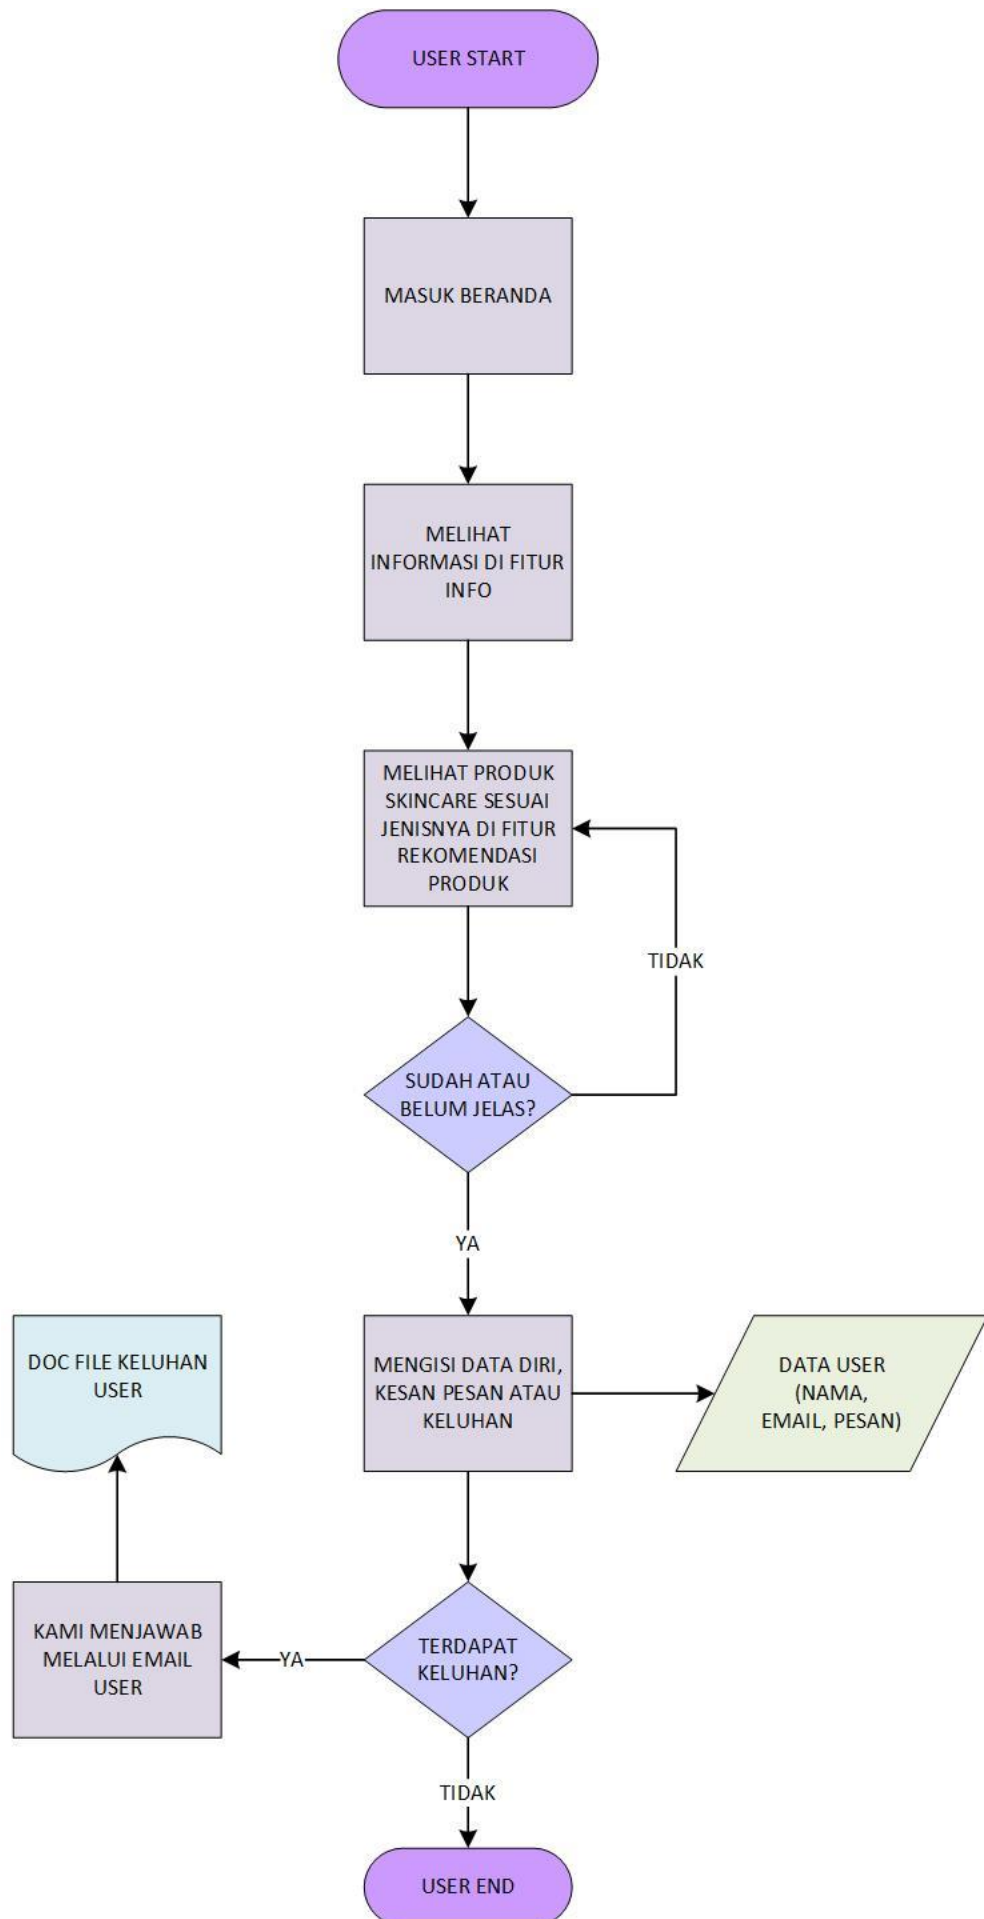 USER START
MASUK BERANDA
MELIHAT
INFORMASI DI FITUR
INFO
MELIHAT PRODUK
SKINCARE SESUAI
JENISNYA DI FITUR
REKOMENDASI
PRODUK
TIDAK
SUDAH ATAU
BELUM JELAS?
YA
DOC FILE KELUHAN
USER
MENGISI DATA DIRI,
KESAN PESAN ATAU
KELUHAN
DATA USER
(NAMA,
EMAIL, PESAN)
KAMI MENJAWAB
MELALUI EMAIL
USER
YA
TERDAPAT
KELUHAN?
TIDAK
USER END